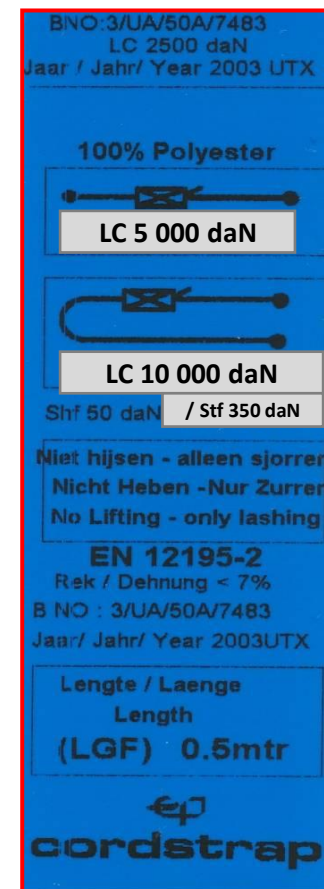 BNO:3/UA/50A/7483
LC 2500 daN
Jaar / Jahr/ Year 2003 UTX
100% Polyester
LC 5 000 daN
LC 10 000 daN
Shf 50 daN / Stf 350 daN
Niet hijsen - alleen sjorren
Nicht Heben -Nur Zurren
No Lifting - only lashing
EN 12195-2
Rek / Dehnung < 7%
B NO : 3/UA/50A/7483
Jaar/ Jahr/ Year 2003UTX
Lengte / Laenge
Length
(LGF) 0.5mtr
cordstrap